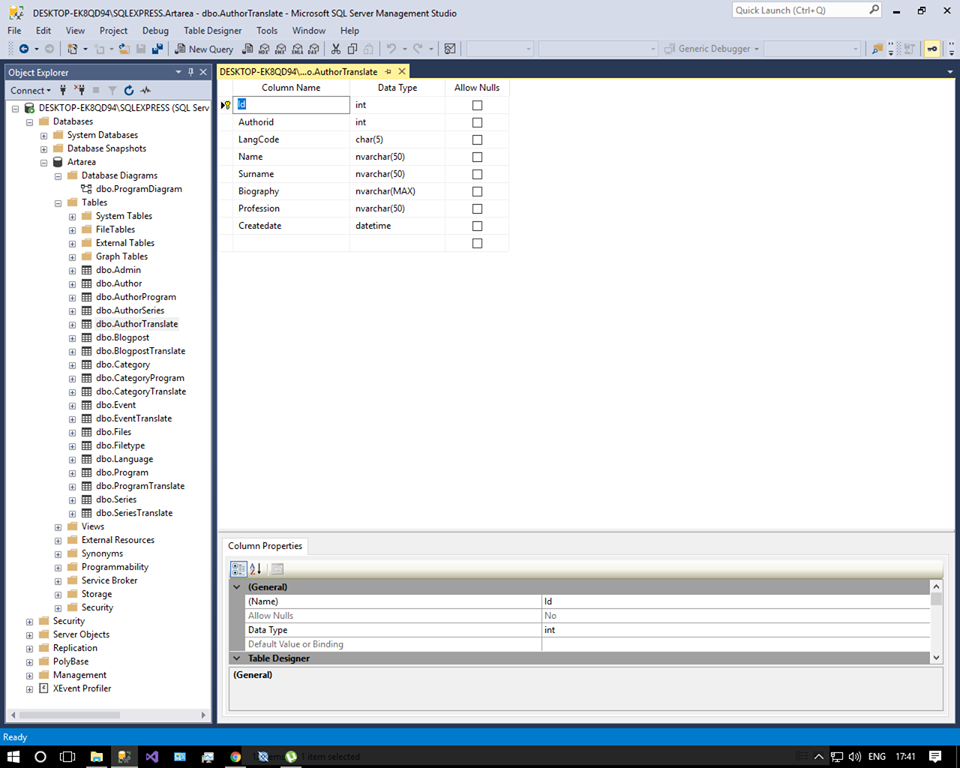 DESKTOP-EK8QD94\SQLEXPRESS.Artarea - dbo.AuthorTranslate - Microsoft SQL Server Management Studio
Quick Launch (Ctrl+Q)
File Edit View Project Debug Table Designer Tools Window Help
New Query
MDX DMX XMLA DAX
Generic Debugger
Object Explorer
Connect
DESKTOP-EK8QD94\SQLEXPRESS (SQL Serv
Databases
System Databases
Database Snapshots
Artarea
Database Diagrams
dbo.ProgramDiagram
Tables
System Tables
FileTables
External Tables
Graph Tables
dbo.Admin
dbo.Author
dbo.AuthorProgram
dbo.AuthorSeries
dbo.AuthorTranslate
dbo.Blogpost
dbo.BlogpostTranslate
dbo.Category
dbo.CategoryProgram
dbo.CategoryTranslate
dbo.Event
dbo.EventTranslate
dbo.Files
dbo.Filetype
dbo.Language
dbo.Program
dbo.ProgramTranslate
dbo.Series
dbo.SeriesTranslate
Views
External Resources
Synonyms
Programmability
Service Broker
Storage
Security
Security
Server Objects
Replication
PolyBase
Management
XEvent Profiler
DESKTOP-EK8QD94\...o.AuthorTranslate
Column Name Data Type Allow Nulls
Id int
Authorid int
LangCode char(5)
Name nvarchar(50)
Surname nvarchar(50)
Biography nvarchar(MAX)
Profession nvarchar(50)
Createdate datetime
Column Properties
(General)
(Name) Id
Allow Nulls No
Data Type int
Default Value or Binding
Table Designer
(General)
Ready
1 item selected
ENG 17:41